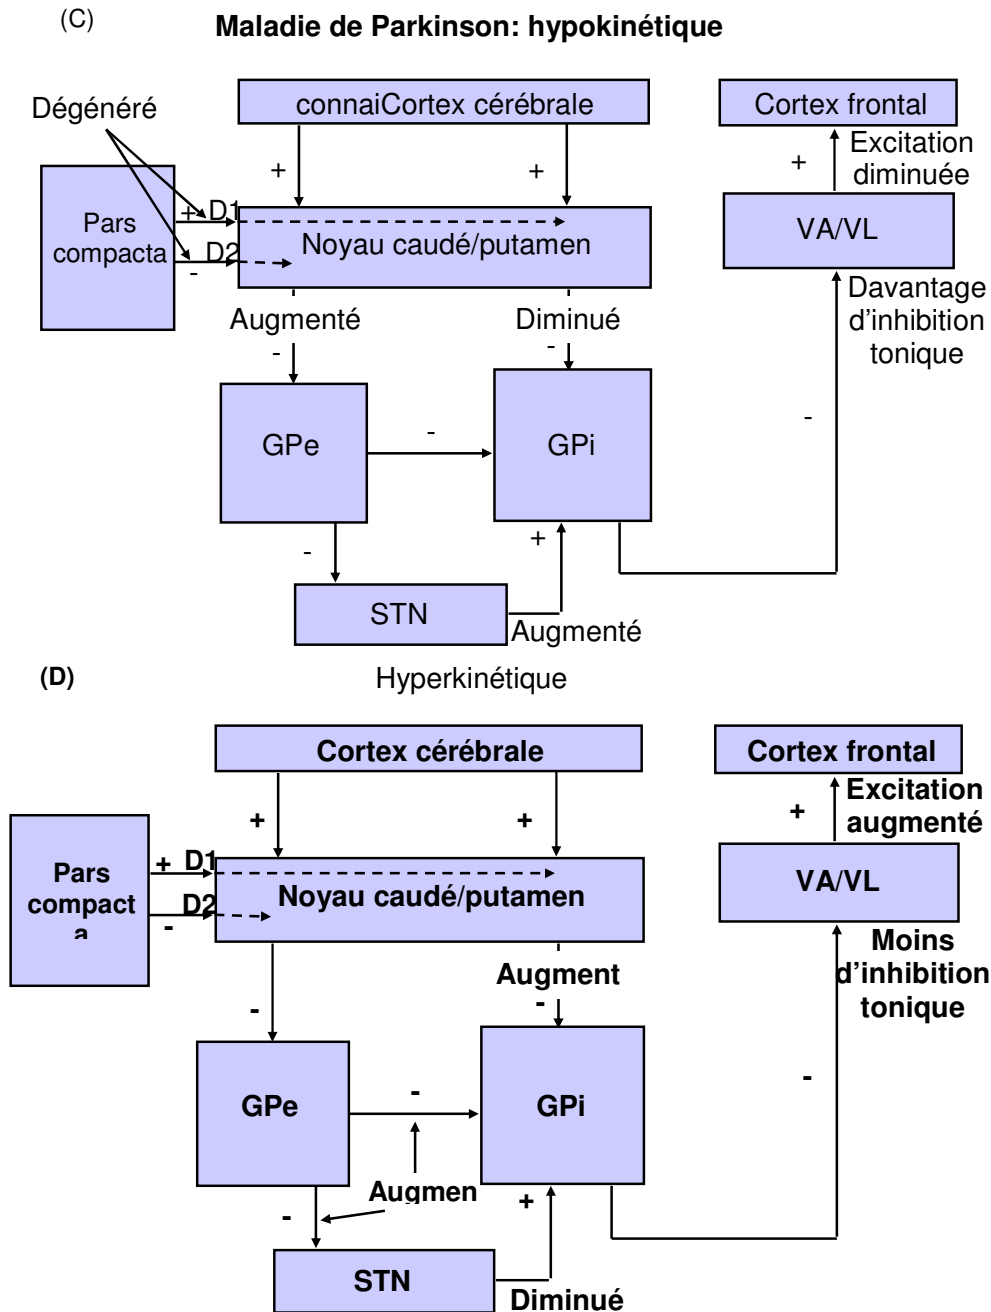 (C)
Maladie de Parkinson: hypokinétique
Dégénéré
connaiCortex cérébrale
Cortex frontal
+
+
+
Excitation
diminuée
Pars
compacta
+ D1
D2
-
Noyau caudé/putamen
VA/VL
Augmenté
Diminué
Davantage
d'inhibition
tonique
-
-
GPe
-
GPi
-
-
+
STN
Augmenté
(D)
Hyperkinétique
Cortex cérébrale
Cortex frontal
+
+
+
Excitation
augmenté
Pars
compact
a
+ D1
D2
-
Noyau caudé/putamen
VA/VL
Augment
Moins
d'inhibition
tonique
-
-
GPe
-
GPi
-
Augmen
-
+
STN
Diminué